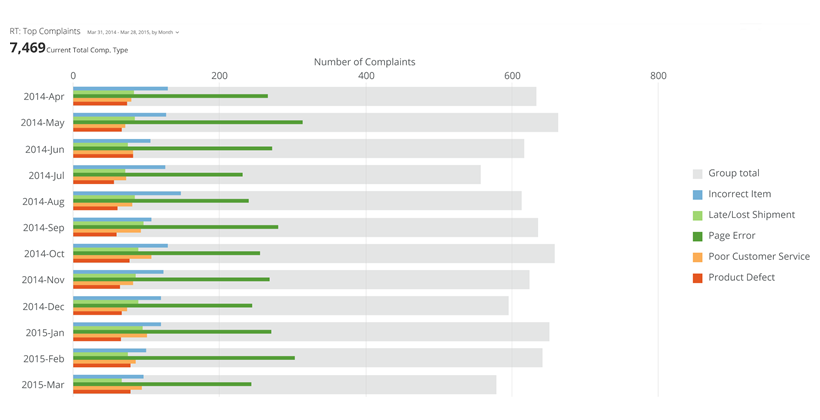 RT: Top Complaints Mar 31, 2014 - Mar 28, 2015, by Month
7,469 Current Total Comp. Type
Number of Complaints
0 200 400 600 800
2014-Apr
2014-May
2014-Jun
2014-Jul
2014-Aug
2014-Sep
2014-Oct
2014-Nov
2014-Dec
2015-Jan
2015-Feb
2015-Mar
Group total
Incorrect Item
Late/Lost Shipment
Page Error
Poor Customer Service
Product Defect